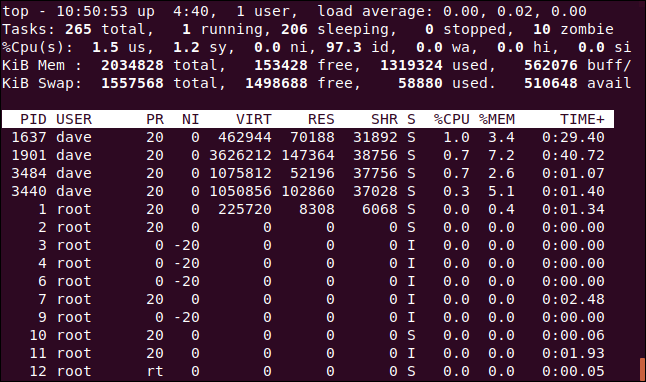 top - 10:50:53 up  4:40,  1 user,  load average: 0.00, 0.02, 0.00
Tasks: 265 total,   1 running, 206 sleeping,   0 stopped,  10 zombie
%Cpu(s):  1.5 us,  1.2 sy,  0.0 ni, 97.3 id,  0.0 wa,  0.0 hi,  0.0 si
KiB Mem :  2034828 total,   153428 free,  1319324 used,   562076 buff/
KiB Swap:  1557568 total,  1498688 free,    58880 used.   510648 avail
PID USER      PR  NI    VIRT    RES    SHR S  %CPU %MEM     TIME+
1637 dave      20   0  462944  70188  31892 S   1.0  3.4   0:29.40
1901 dave      20   0 3626212 147364  38756 S   0.7  7.2   0:40.72
3484 dave      20   0 1075812  52196  37756 S   0.7  2.6   0:01.07
3440 dave      20   0 1050856 102860  37028 S   0.3  5.1   0:01.40
1 root      20   0  225720   8308   6068 S   0.0  0.4   0:01.34
2 root      20   0       0      0      0 S   0.0  0.0   0:00.00
3 root       0 -20       0      0      0 I   0.0  0.0   0:00.00
4 root       0 -20       0      0      0 I   0.0  0.0   0:00.00
6 root       0 -20       0      0      0 I   0.0  0.0   0:00.00
7 root      20   0       0      0      0 I   0.0  0.0   0:02.48
9 root       0 -20       0      0      0 I   0.0  0.0   0:00.00
10 root      20   0       0      0      0 S   0.0  0.0   0:00.06
11 root      20   0       0      0      0 I   0.0  0.0   0:01.93
12 root      rt   0       0      0      0 S   0.0  0.0   0:00.05